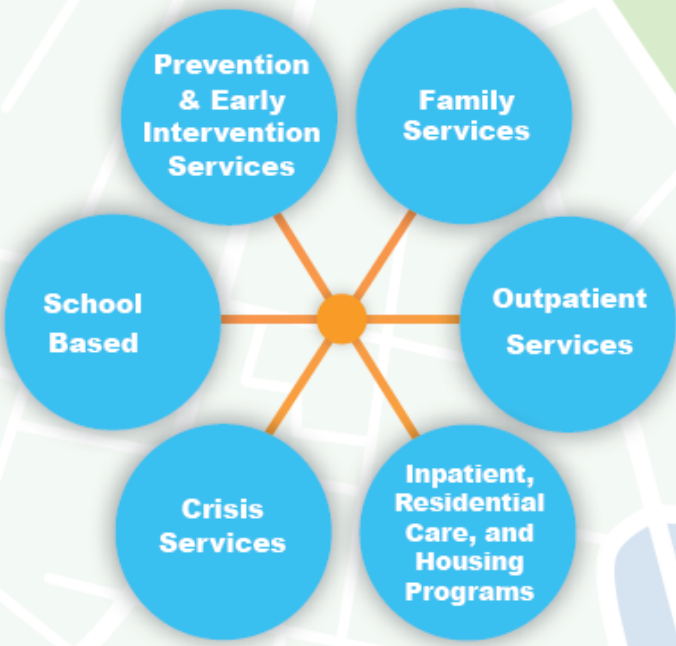 Prevention
& Early
Intervention
Services
Family
Services
School
Based
Outpatient
Services
Crisis
Services
Inpatient,
Residential
Care, and
Housing
Programs